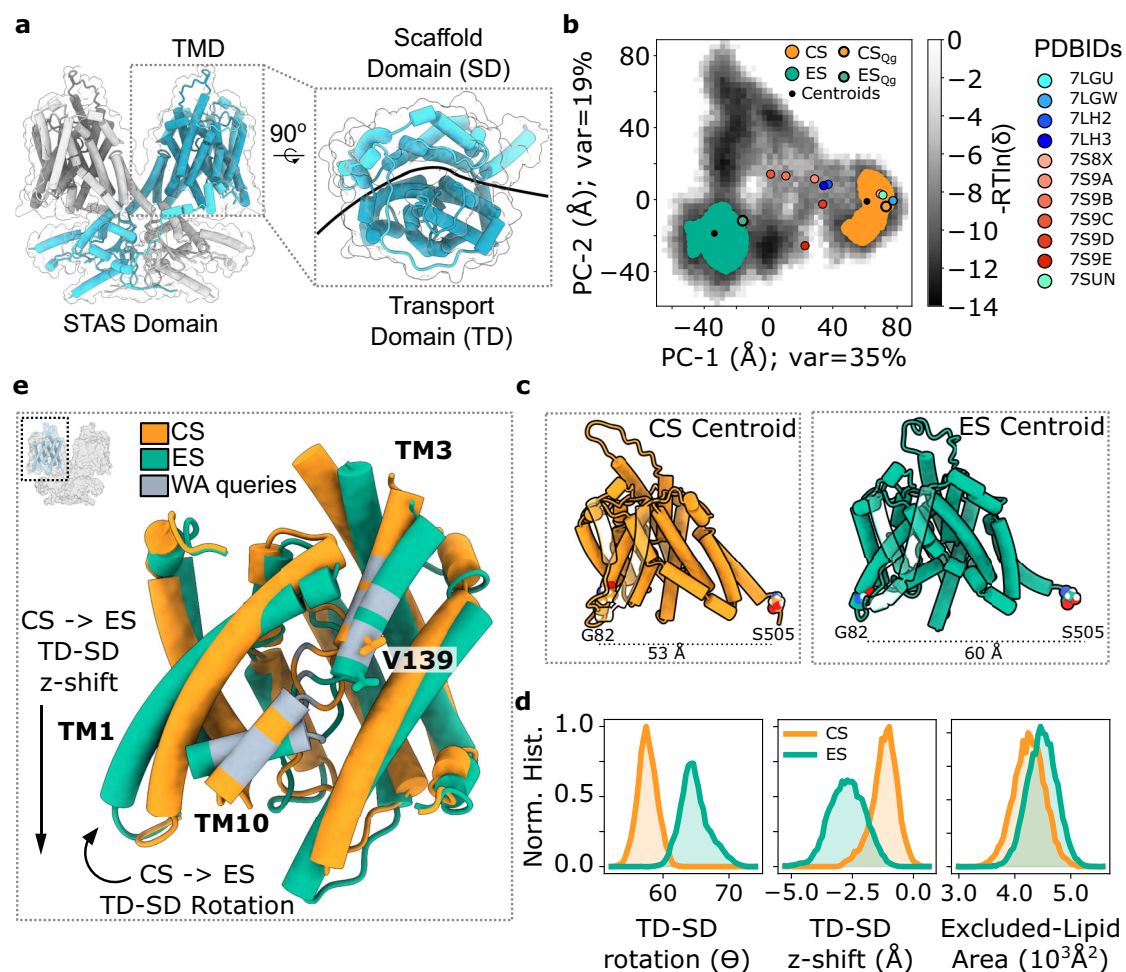 a
TMD
STAS Domain
90°
Scaffold
Domain (SD)
Transport
Domain (TD)
b
PC-2 (Å); var=19%
80
40
0
−40
−40
0
40
80
PC-1 (Å); var=35%
CS
CS_Qg
ES
ES_Qg
Centroids
0
−2
−4
−6
−8
−10
−12
−14
-RTln(δ)
PDBIDs
7LGU
7LGW
7LH2
7LH3
7S8X
7S9A
7S9B
7S9C
7S9D
7S9E
7SUN
e
CS
ES
WA queries
TM3
V139
CS -> ES
TD-SD
z-shift
TM1
TM10
CS -> ES
TD-SD Rotation
c
CS Centroid
G82
S505
53 Å
ES Centroid
G82
S505
60 Å
d
Norm. Hist.
1.0
0.5
0.0
60
70
TD-SD
rotation (Θ)
CS
ES
−5.0
−2.5
0.0
TD-SD
z-shift (Å)
3.0
4.0
5.0
Excluded-Lipid
Area (10³Å²)